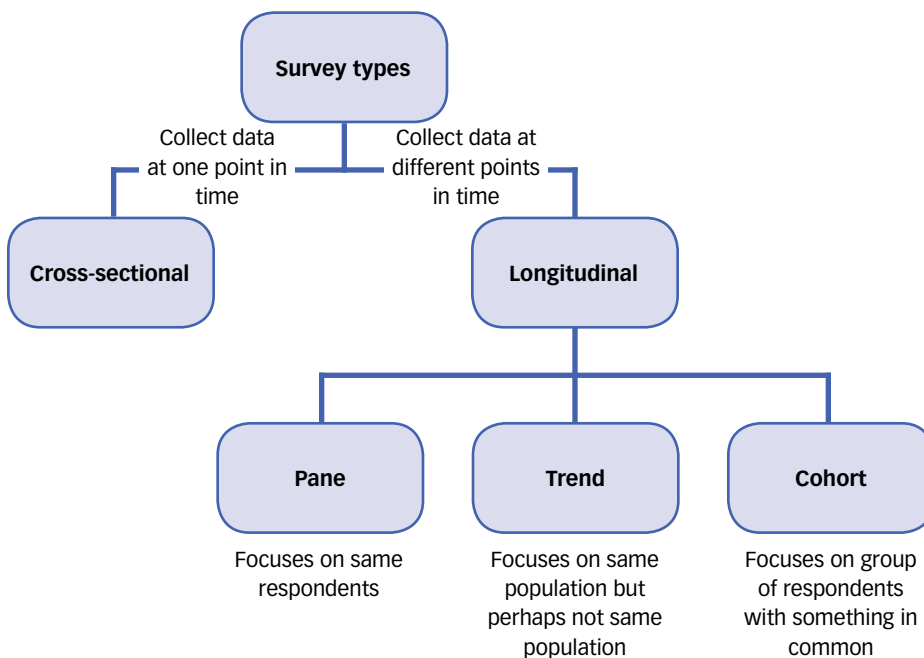 Survey types
Collect data
at one point in
time
Collect data at
different points
in time
Cross-sectional
Longitudinal
Pane
Trend
Cohort
Focuses on same
respondents
Focuses on same
population but
perhaps not same
population
Focuses on group
of respondents
with something in
common